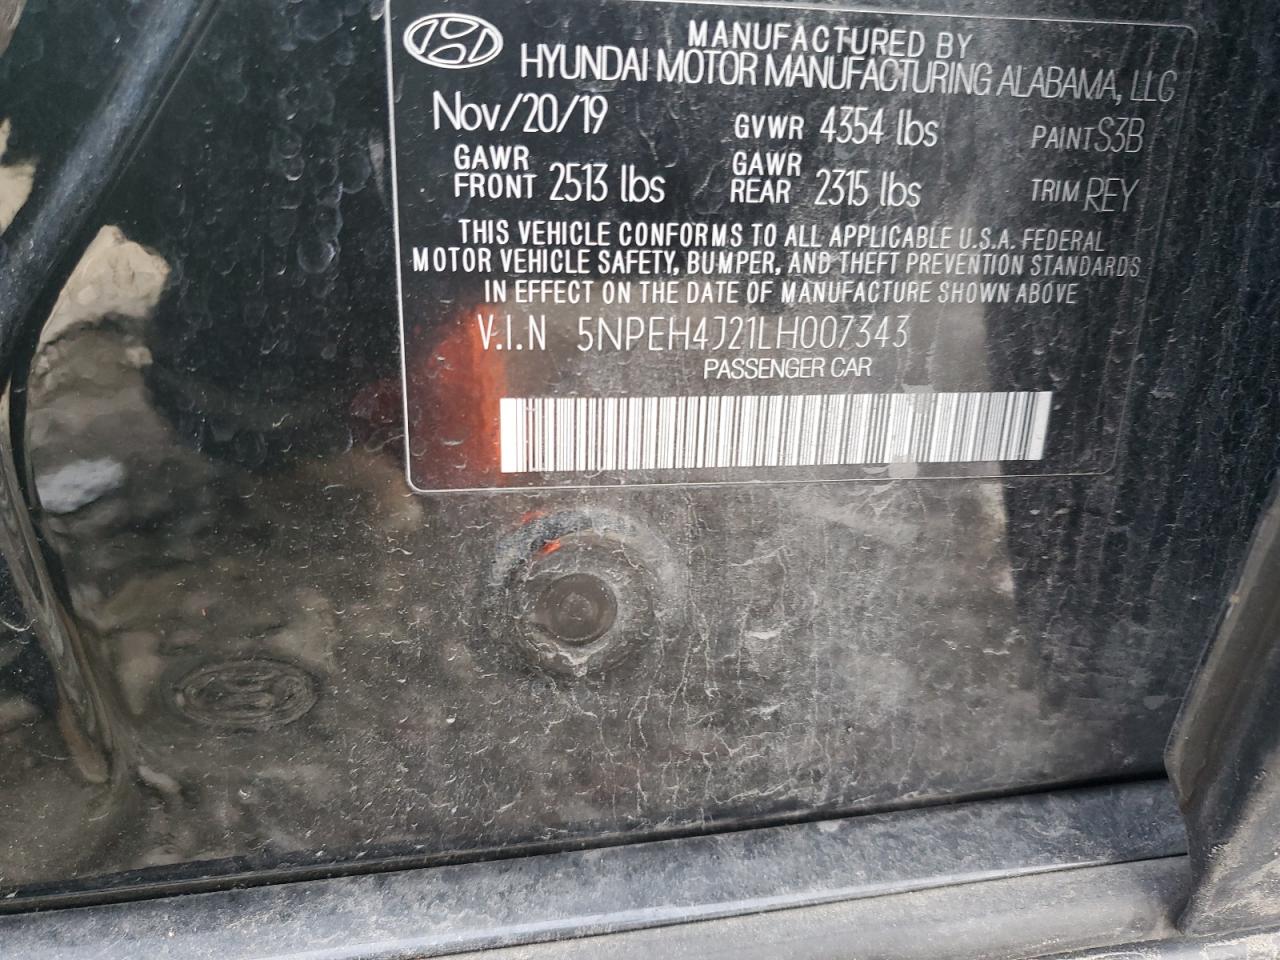 MANUFACTURED BY
HYUNDAI MOTOR MANUFACTURING ALABAMA, LLC
Nov/20/19 GVWR 4354 lbs PAINT S3B
GAWR FRONT 2513 lbs GAWR REAR 2315 lbs TRIM REY
THIS VEHICLE CONFORMS TO ALL APPLICABLE U.S.A. FEDERAL
MOTOR VEHICLE SAFETY, BUMPER, AND THEFT PREVENTION STANDARDS
IN EFFECT ON THE DATE OF MANUFACTURE SHOWN ABOVE
V.I.N 5NPEH4J21LH007343
PASSENGER CAR